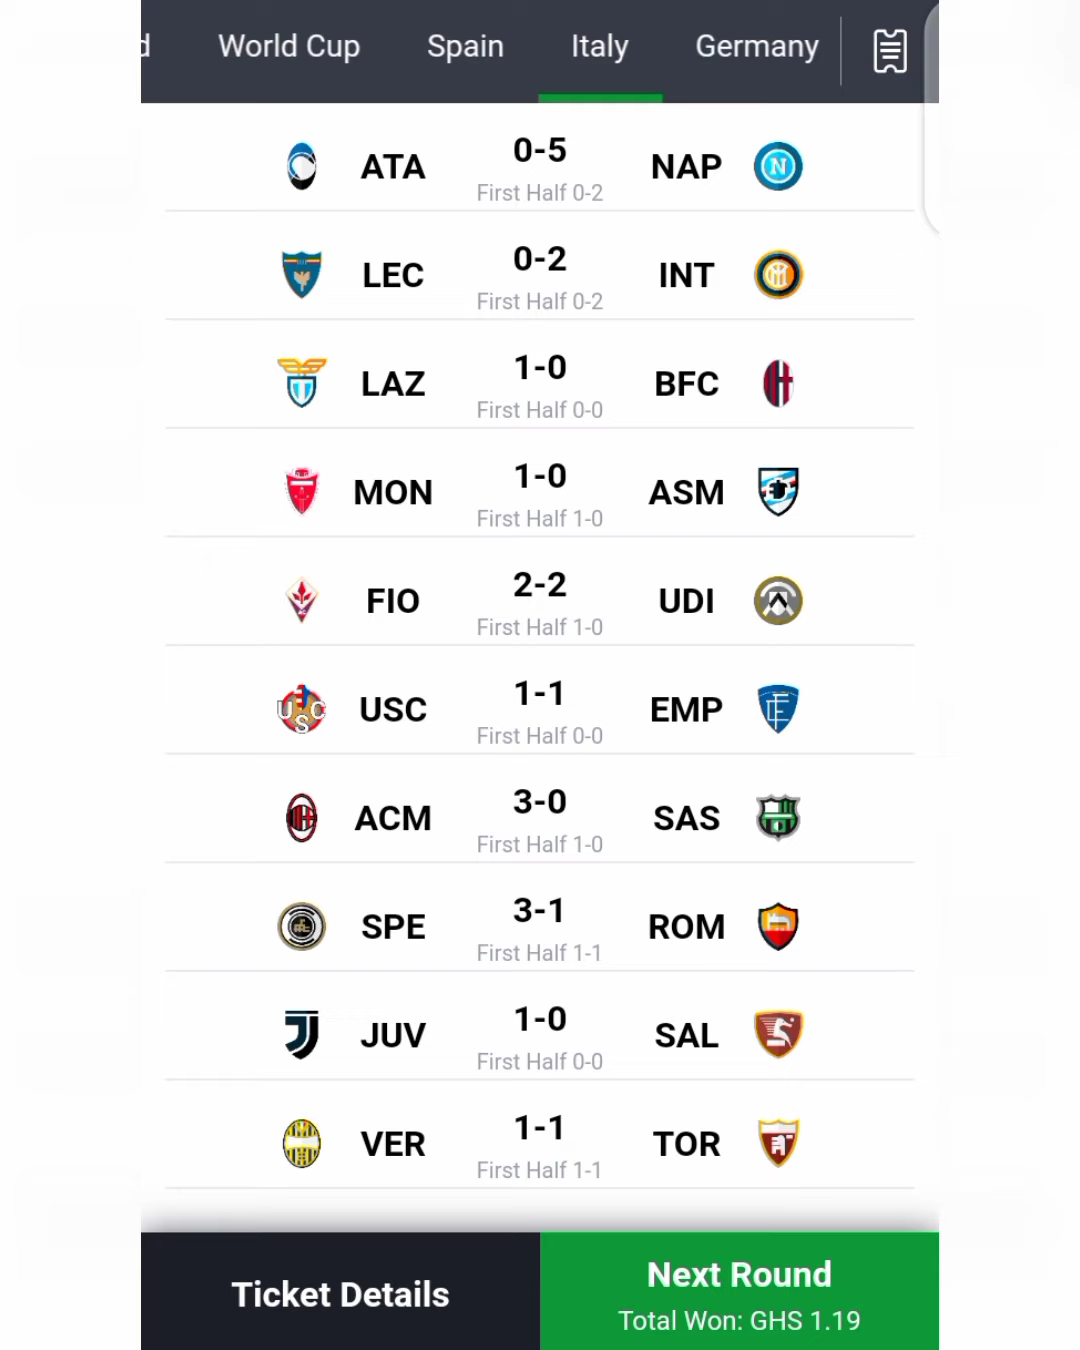 d World Cup Spain Italy Germany
ATA 0-5 NAP
First Half 0-2
LEC 0-2 INT
First Half 0-2
LAZ 1-0 BFC
First Half 0-0
MON 1-0 ASM
First Half 1-0
FIO 2-2 UDI
First Half 1-0
USC 1-1 EMP
First Half 0-0
ACM 3-0 SAS
First Half 1-0
SPE 3-1 ROM
First Half 1-1
JUV 1-0 SAL
First Half 0-0
VER 1-1 TOR
First Half 1-1
Ticket Details
Next Round
Total Won: GHS 1.19